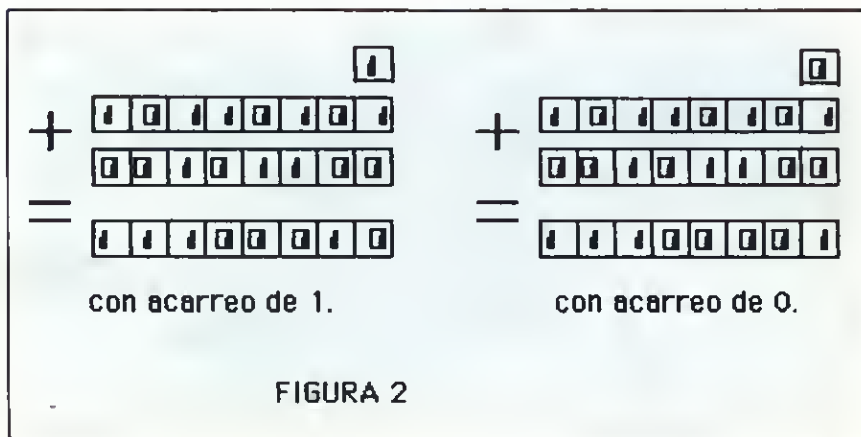 1
+ 1 0 1 1 0 1 0 1
0 0 1 0 1 1 0 0
= 1 1 1 0 0 0 1 0
con acarreo de 1.
0
+ 1 0 1 1 0 1 0 1
0 0 1 0 1 1 0 0
= 1 1 1 0 0 0 0 1
con acarreo de 0.
FIGURA 2